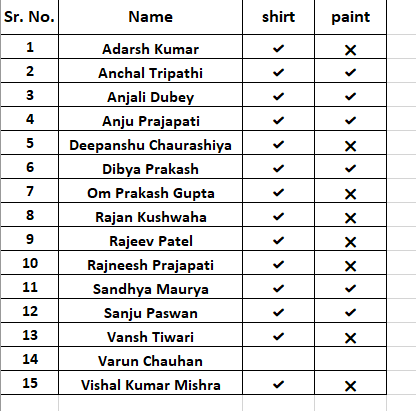 Sr. No. Name shirt paint
1 Adarsh Kumar ✓ ✗
2 Anchal Tripathi ✓ ✓
3 Anjali Dubey ✓ ✓
4 Anju Prajapati ✓ ✓
5 Deepanshu Chaurashiya ✓ ✗
6 Dibya Prakash ✓ ✓
7 Om Prakash Gupta ✓ ✗
8 Rajan Kushwaha ✓ ✗
9 Rajeev Patel ✓ ✗
10 Rajneesh Prajapati ✓ ✗
11 Sandhya Maurya ✓ ✓
12 Sanju Paswan ✓ ✓
13 Vansh Tiwari ✓ ✗
14 Varun Chauhan
15 Vishal Kumar Mishra ✓ ✗